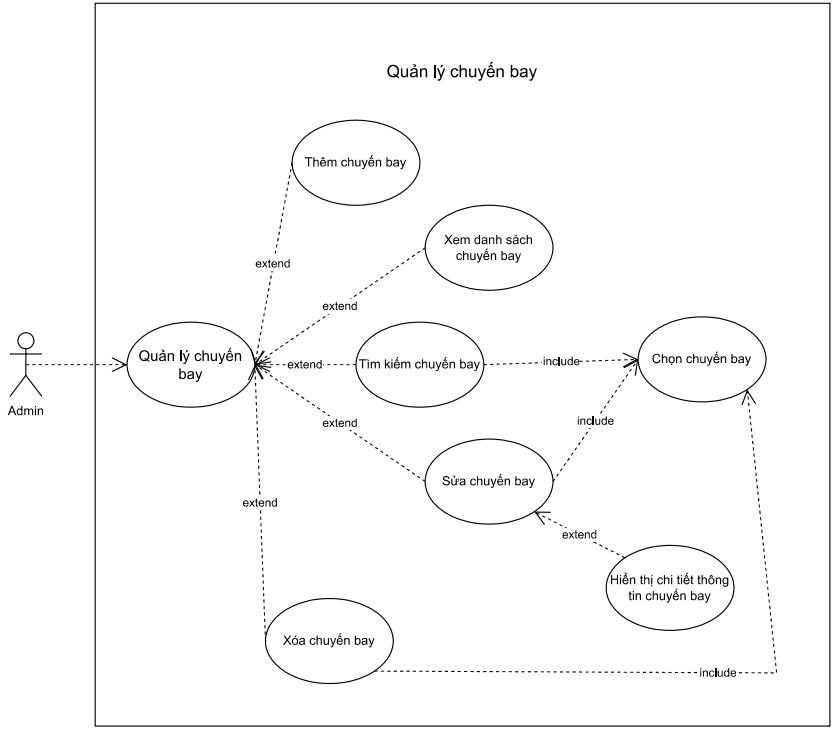 Quản lý chuyến bay
Thêm chuyến bay
Xem danh sách
chuyến bay
extend
extend
Quản lý chuyến
bay
extend
Tìm kiếm chuyến bay
include
Chọn chuyến bay
Admin
extend
include
Sửa chuyến bay
extend
extend
Hiển thị chi tiết thông
tin chuyến bay
Xóa chuyến bay
include